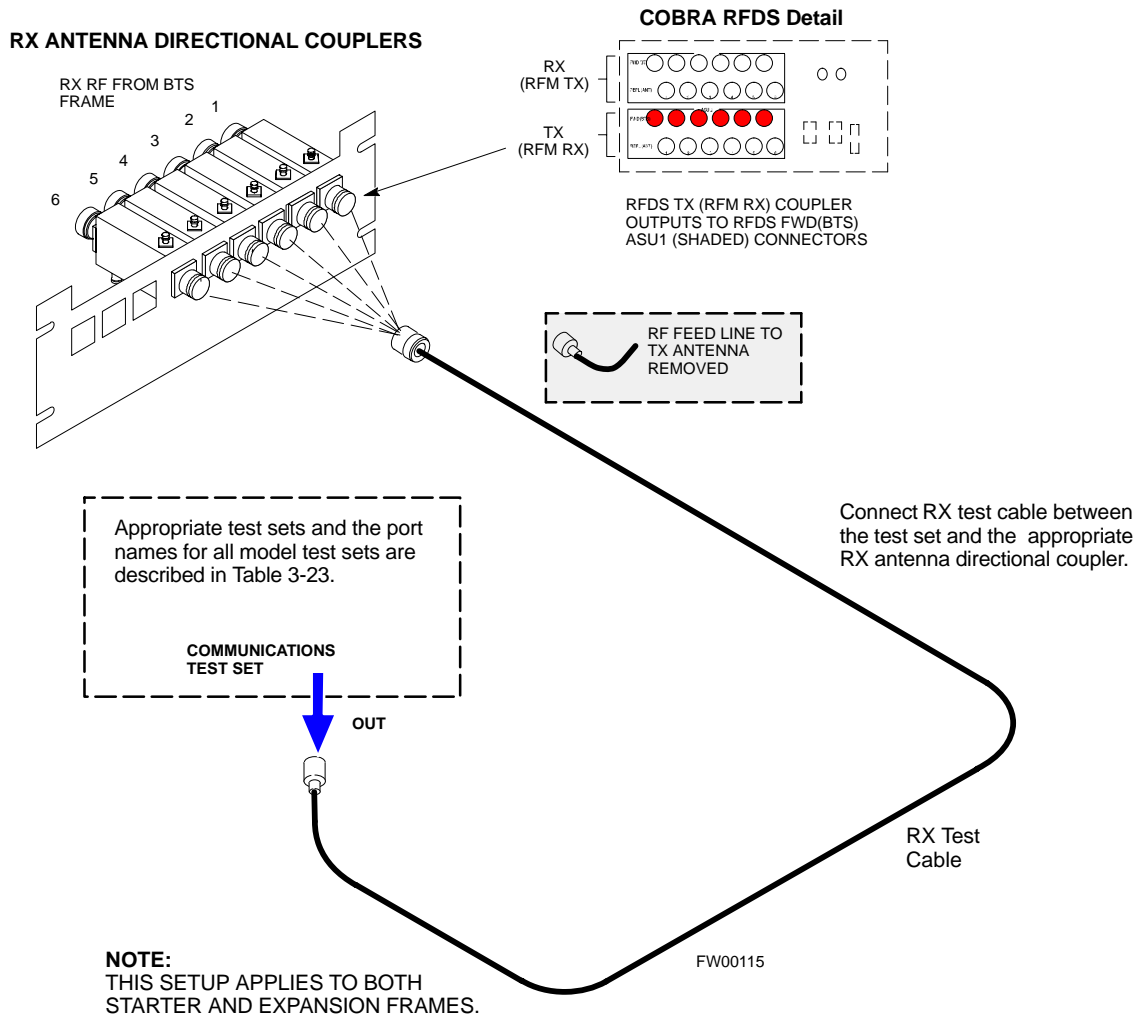 COBRA RFDS Detail
RX ANTENNA DIRECTIONAL COUPLERS
RX RF FROM BTS
FRAME
1
2
3
4
5
6
RX
(RFM TX)
TX
(RFM RX)
RFDS TX (RFM RX) COUPLER
OUTPUTS TO RFDS FWD(BTS)
ASU1 (SHADED) CONNECTORS
RF FEED LINE TO
TX ANTENNA
REMOVED
Appropriate test sets and the port
names for all model test sets are
described in Table 3-23.
COMMUNICATIONS
TEST SET
OUT
Connect RX test cable between
the test set and the appropriate
RX antenna directional coupler.
RX Test
Cable
FW00115
NOTE:
THIS SETUP APPLIES TO BOTH
STARTER AND EXPANSION FRAMES.